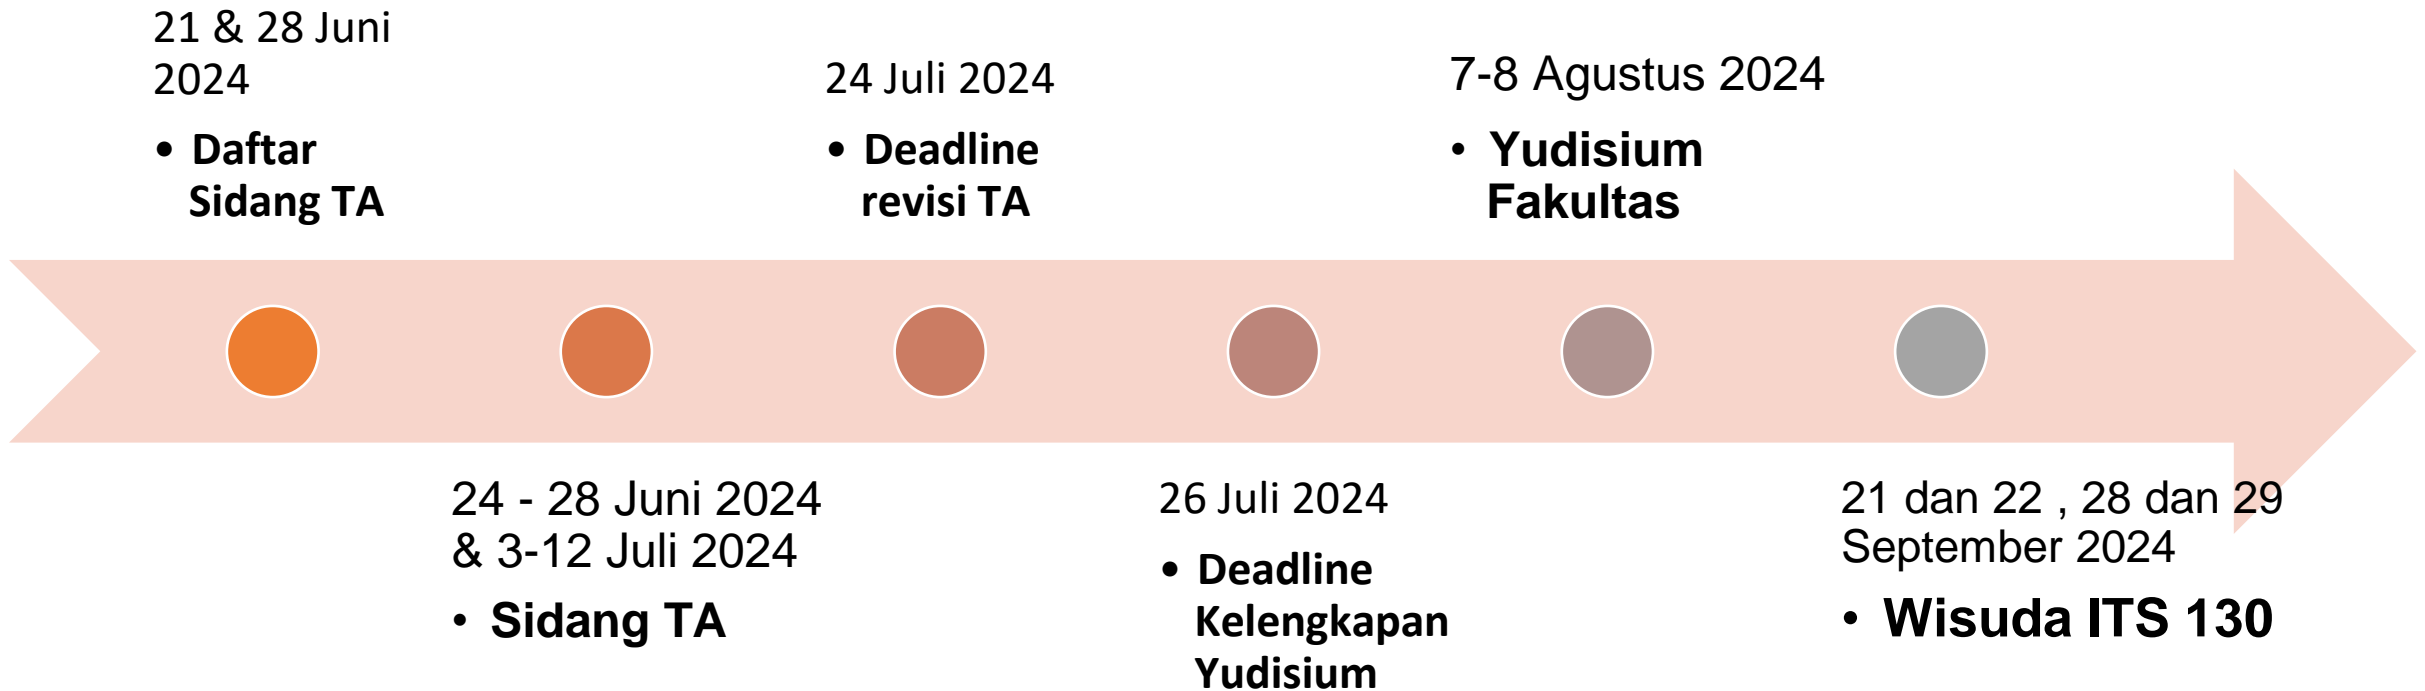 21 & 28 Juni
2024
• Daftar
Sidang TA
24 - 28 Juni 2024
& 3-12 Juli 2024
• Sidang TA
24 Juli 2024
• Deadline
revisi TA
26 Juli 2024
• Deadline
Kelengkapan
Yudisium
7-8 Agustus 2024
• Yudisium
Fakultas
21 dan 22 , 28 dan 29
September 2024
• Wisuda ITS 130